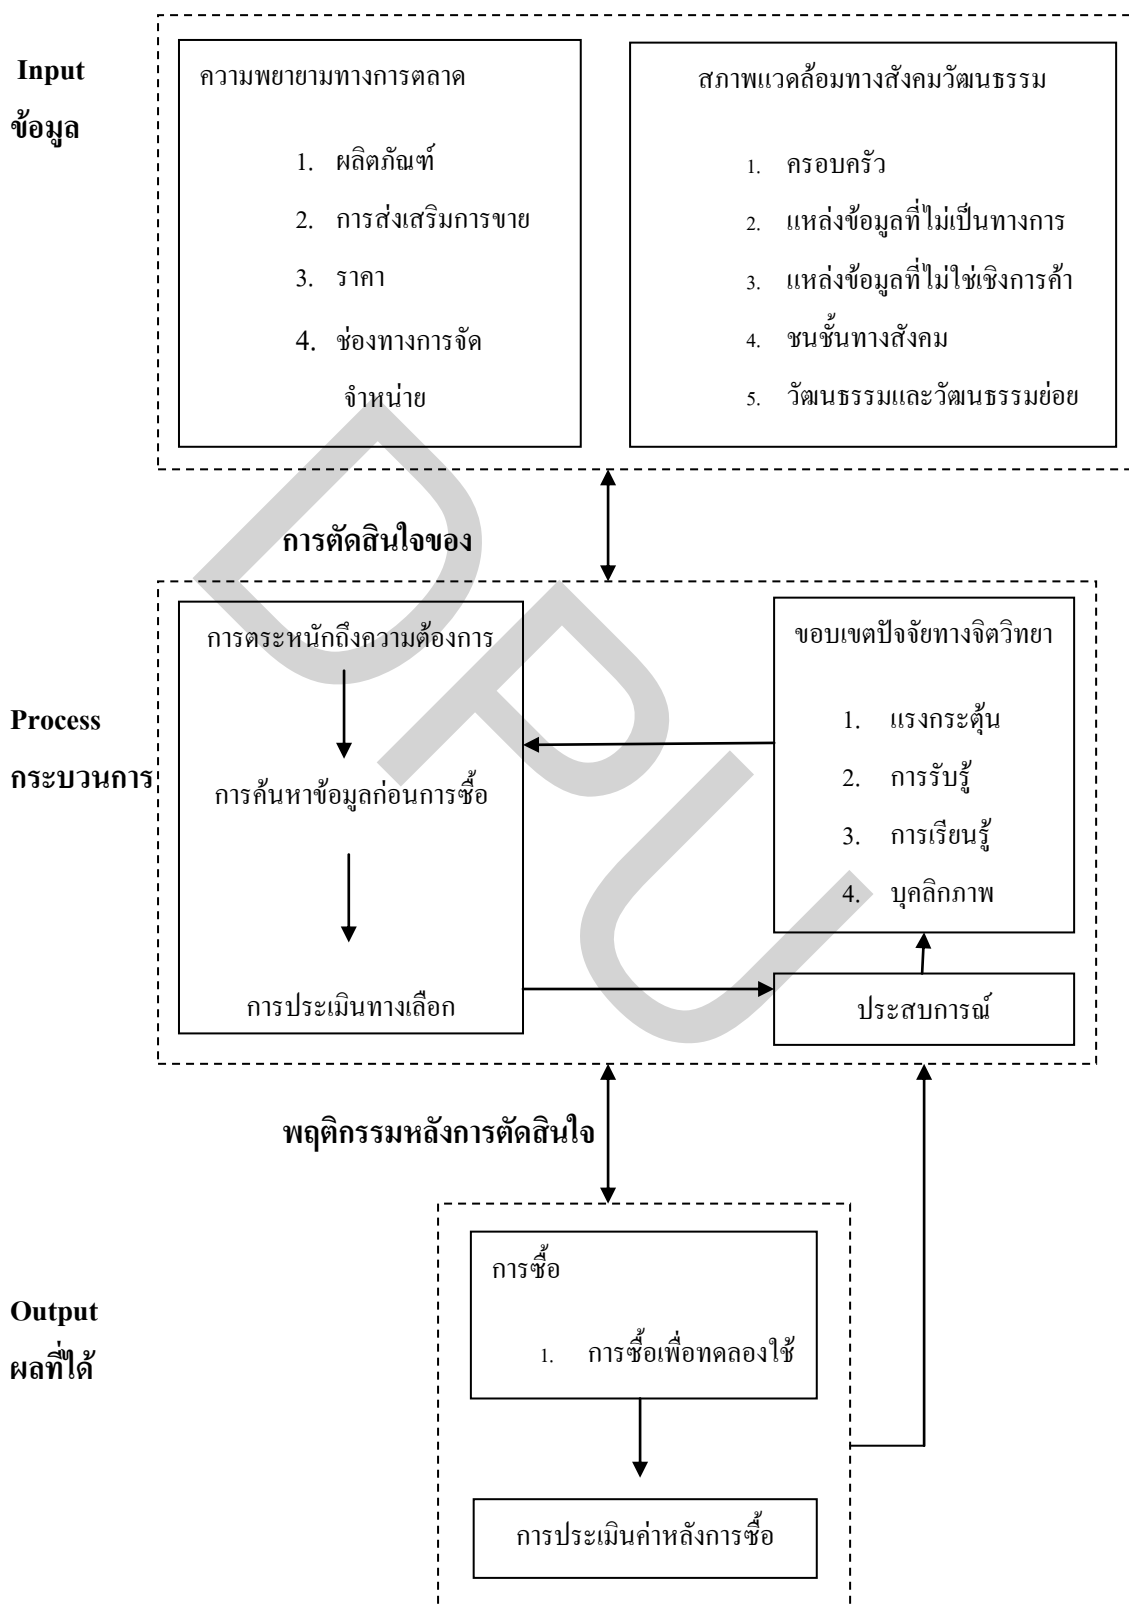 Input
ข้อมูล
ความพยายามทางการตลาด
1. ผลิตภัณฑ์
2. การส่งเสริมการขาย
3. ราคา
4. ช่องทางการจัด
จำหน่าย
สภาพแวดล้อมทางสังคมวัฒนธรรม
1. ครอบครัว
2. แหล่งข้อมูลที่ไม่เป็นทางการ
3. แหล่งข้อมูลที่ไม่ใช่เชิงการค้า
4. ชนชั้นทางสังคม
5. วัฒนธรรมและวัฒนธรรมย่อย
การตัดสินใจของ
Process
กระบวนการ
การตระหนักถึงความต้องการ
การค้นหาข้อมูลก่อนการซื้อ
การประเมินทางเลือก
ขอบเขตปัจจัยทางจิตวิทยา
1. แรงกระตุ้น
2. การรับรู้
3. การเรียนรู้
4. บุคลิกภาพ
ประสบการณ์
พฤติกรรมหลังการตัดสินใจ
Output
ผลที่ได้
การซื้อ
1. การซื้อเพื่อทดลองใช้
การประเมินค่าหลังการซื้อ
DPU